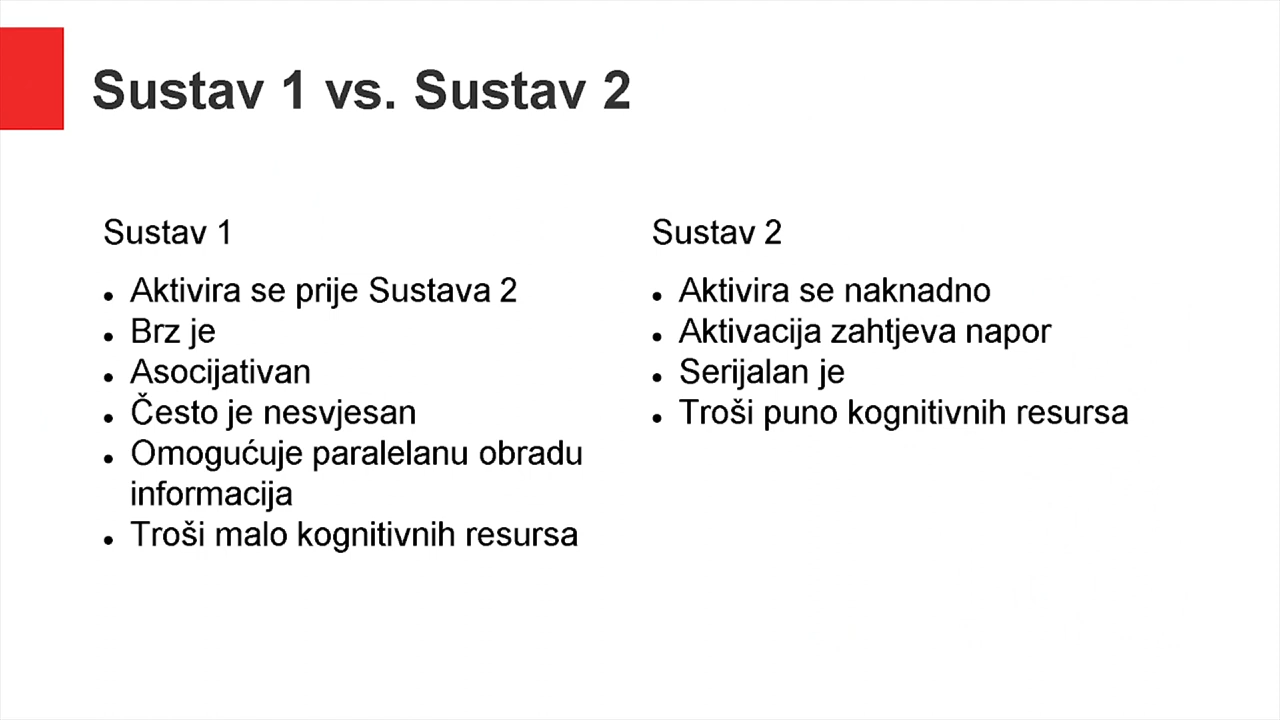 Sustav 1 vs. Sustav 2
Sustav 1
• Aktivira se prije Sustava 2
• Brz je
• Asocijativan
• Često je nesvjesan
• Omogućuje paralelanu obradu
informacija
• Troši malo kognitivnih resursa
Sustav 2
• Aktivira se naknadno
• Aktivacija zahtjeva napor
• Serijalan je
• Troši puno kognitivnih resursa